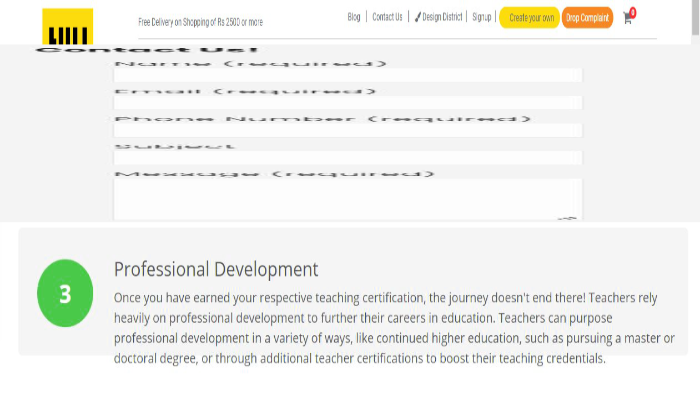 Free Delivery on Shopping of Rs 2500 or more
Blog | Contact Us | Design District | Signup | Create your own Drop Complaint 0
Contact Us!
Name (required)
Email (required)
Phone Number (required)
Subject
Message (required)
3
Professional Development
Once you have earned your respective teaching certification, the journey doesn't end there! Teachers rely
heavily on professional development to further their careers in education. Teachers can purpose
professional development in a variety of ways, like continued higher education, such as pursuing a master or
doctoral degree, or through additional teacher certifications to boost their teaching credentials.